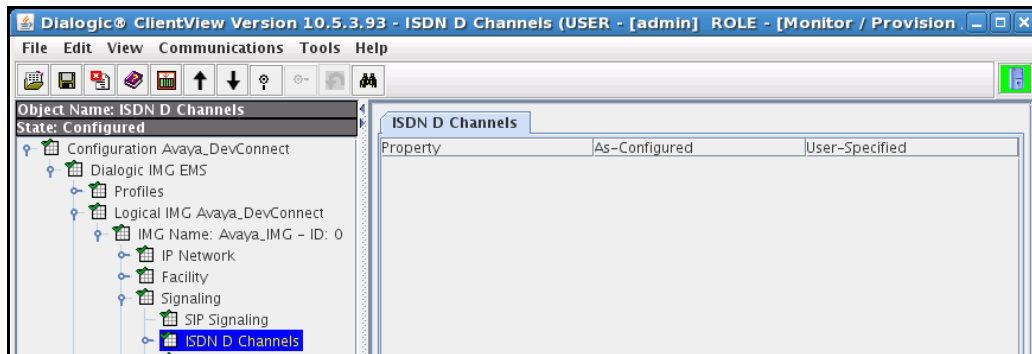 Dialogic® ClientView Version 10.5.3.93 - ISDN D Channels (USER - [admin] ROLE - [Monitor / Provision
File Edit View Communications Tools Help
Object Name: ISDN D Channels
State: Configured
Configuration Avaya_DevConnect
Dialogic IMG EMS
Profiles
Logical IMG Avaya_DevConnect
IMG Name: Avaya_IMG - ID: 0
IP Network
Facility
Signaling
SIP Signaling
ISDN D Channels
ISDN D Channels
Property As-Configured User-Specified